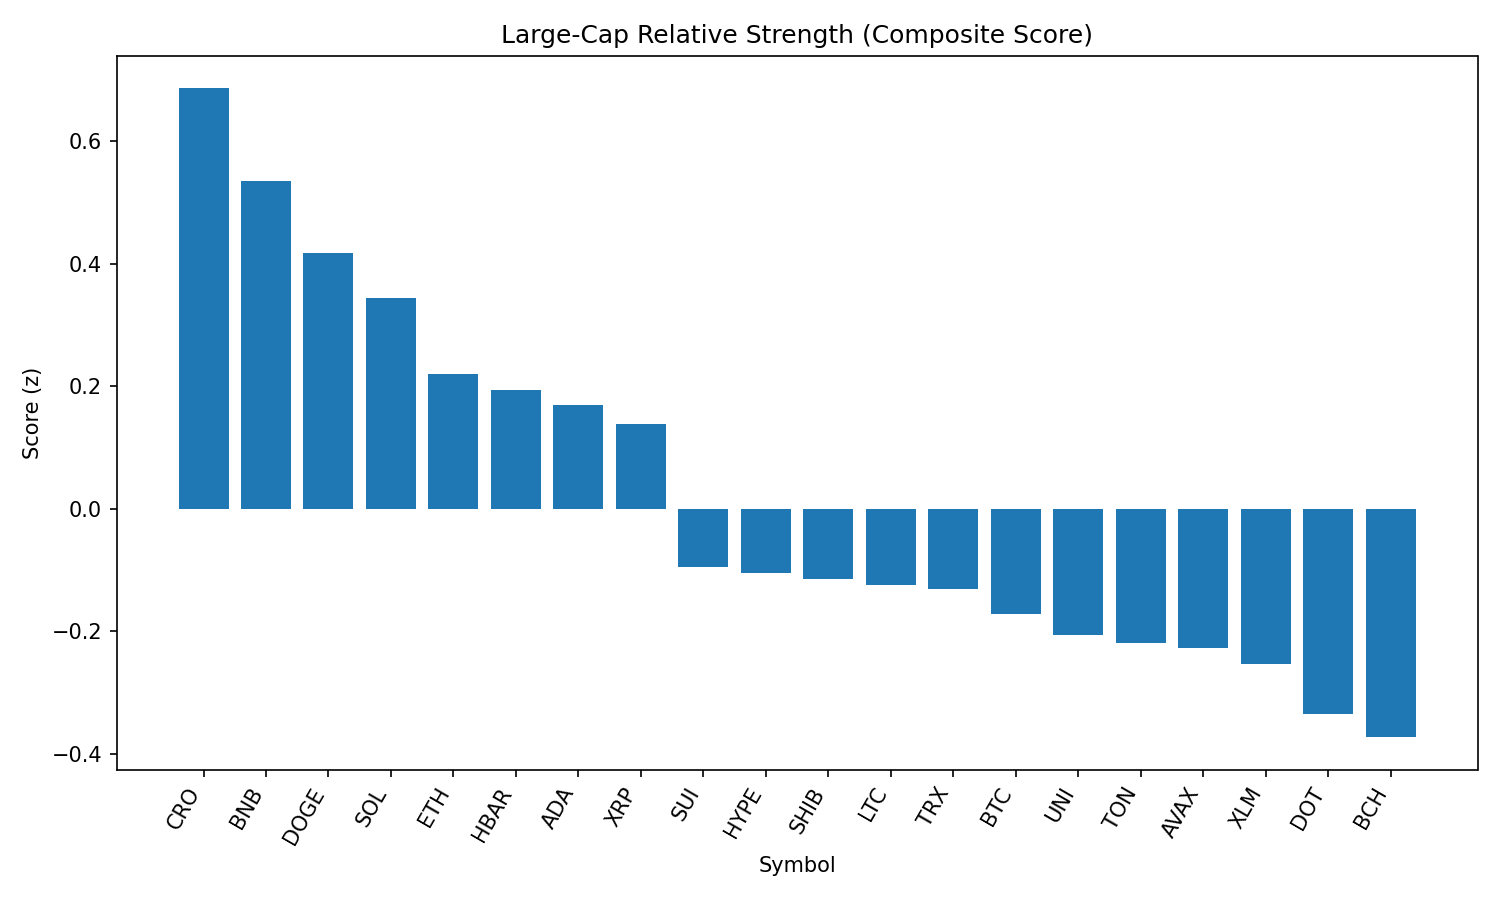 Large-Cap Relative Strength (Composite Score)
Score (z)
0.6
0.4
0.2
0.0
−0.2
−0.4
CRO
BNB
DOGE
SOL
ETH
HBAR
ADA
XRP
SUI
HYPE
SHIB
LTC
TRX
BTC
UNI
TON
AVAX
XLM
DOT
BCH
Symbol